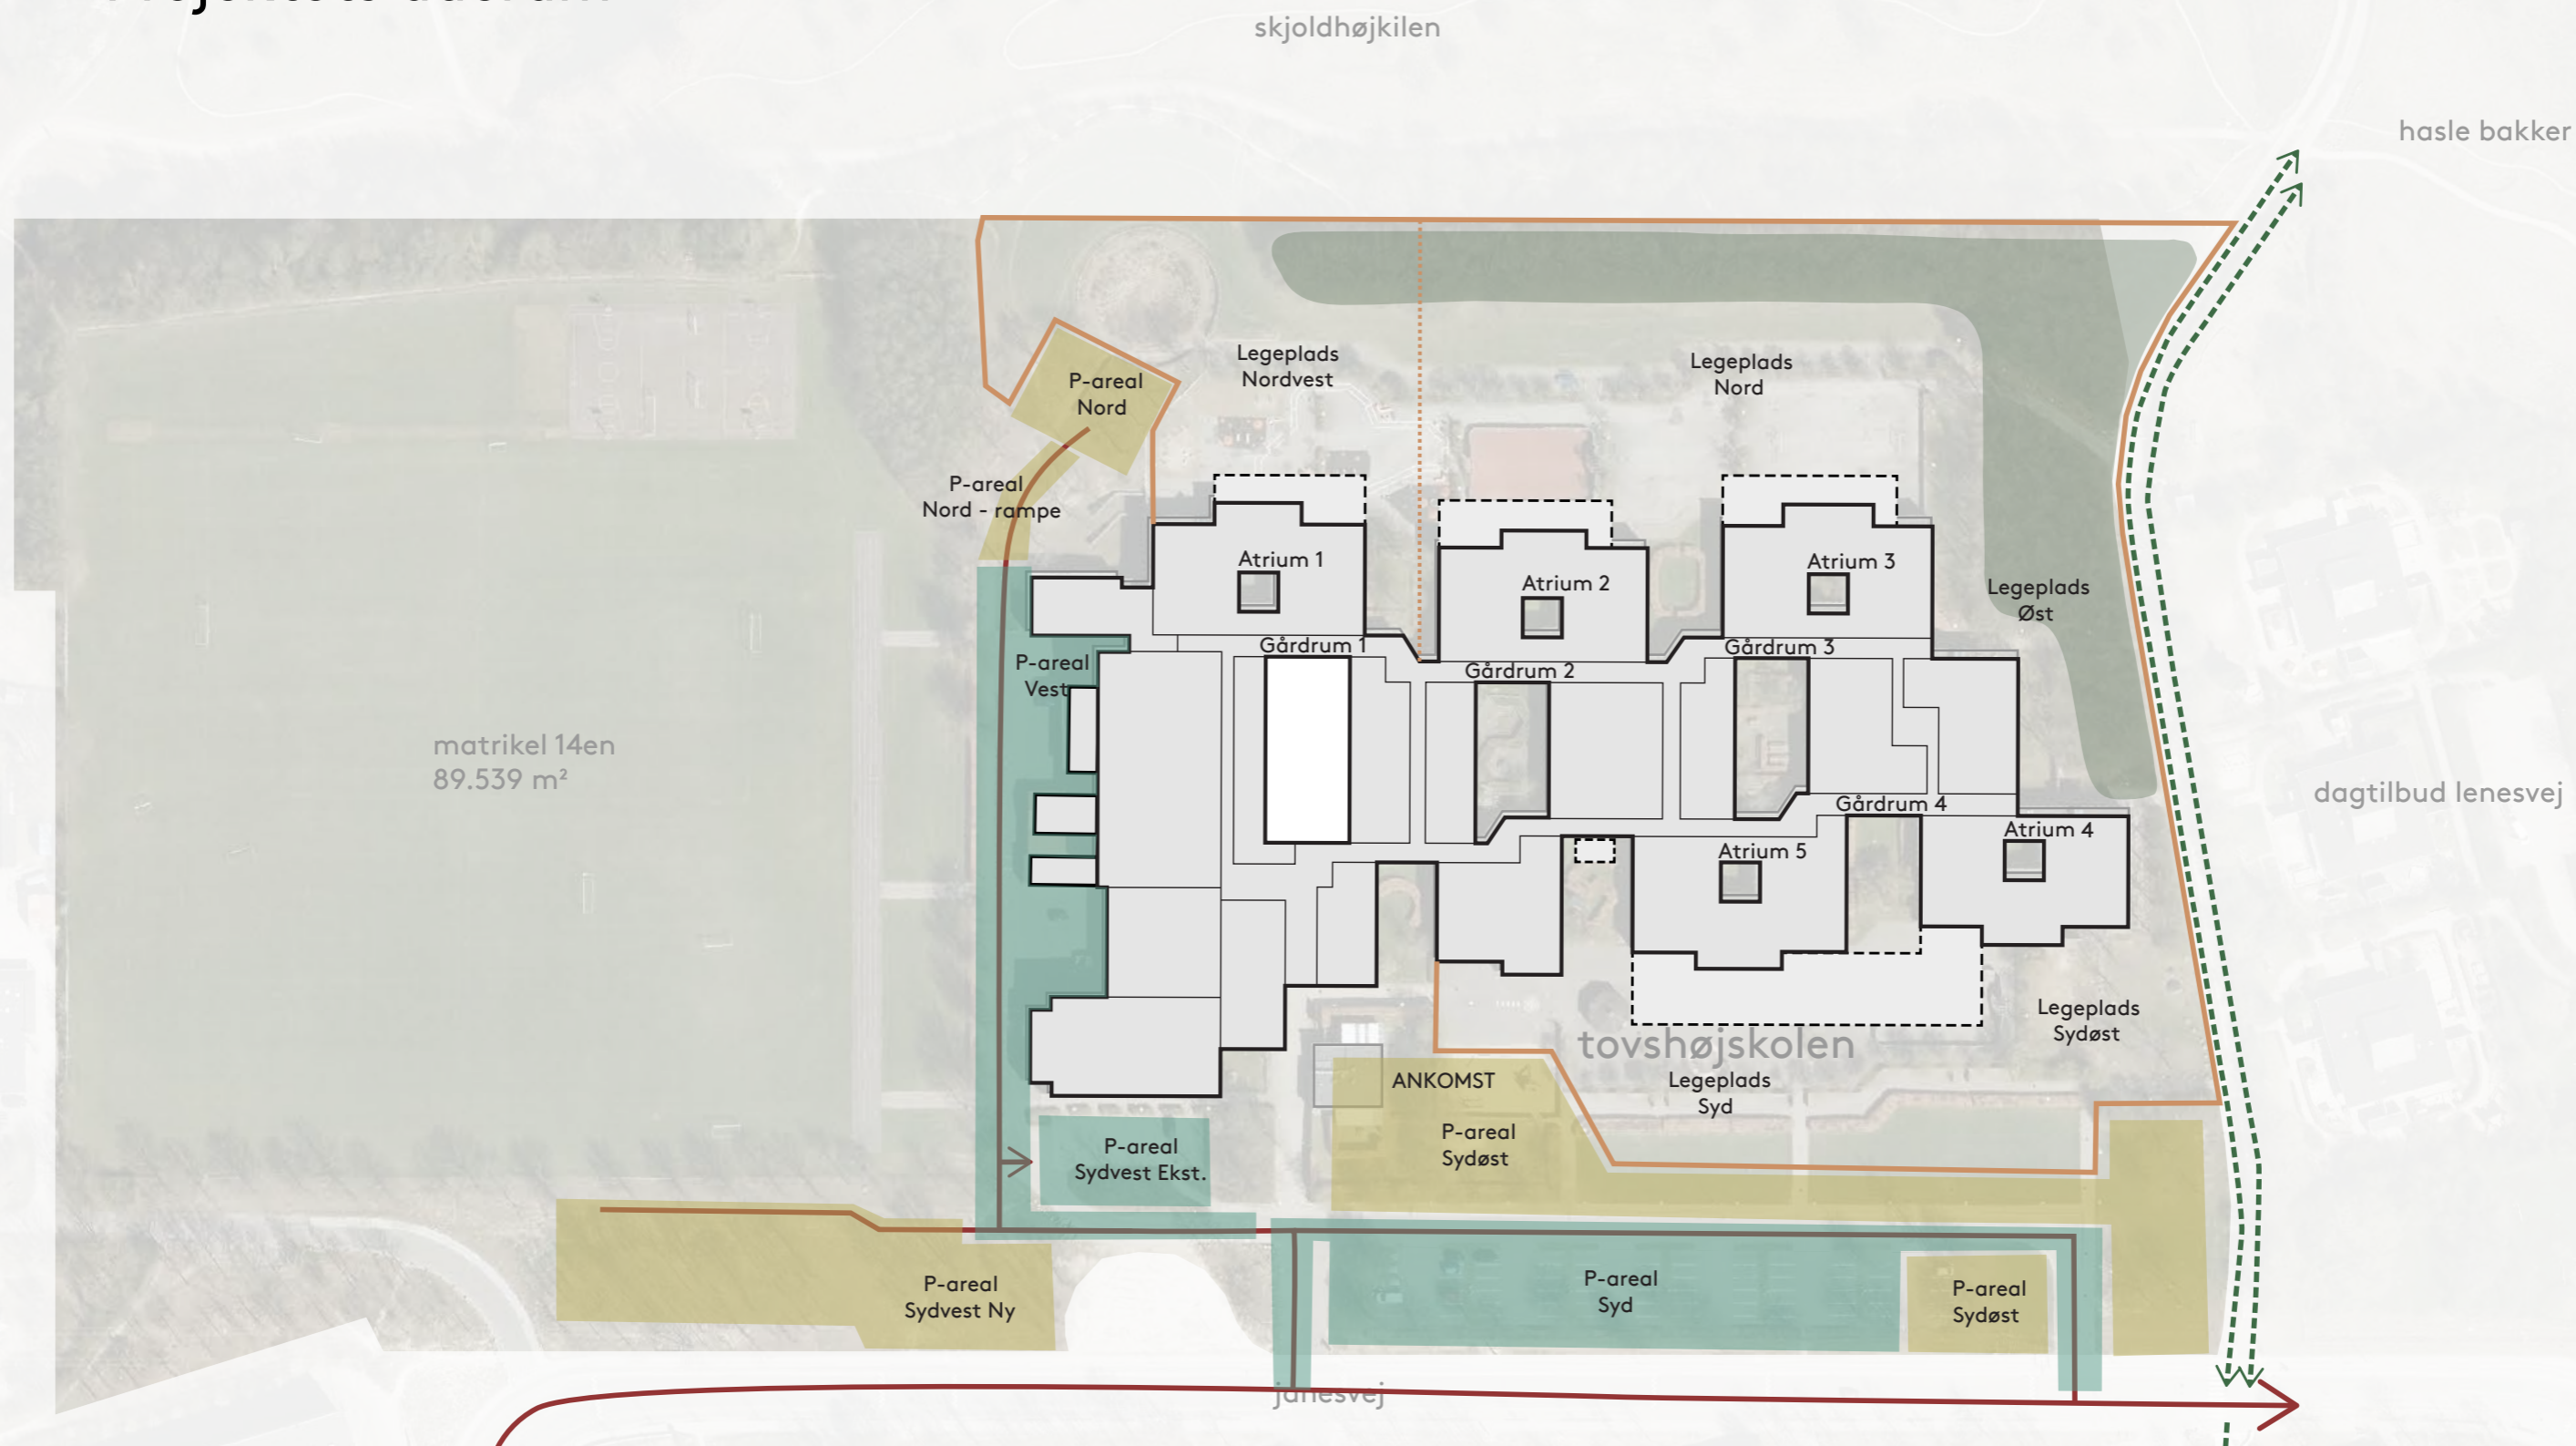 skjoldhøjkilen
hasle bakker
P-areal
Nord
Legeplads
Nordvest
Legeplads
Nord
P-areal
Nord - rampe
Atrium 1
Atrium 2
Atrium 3
Legeplads
Øst
Gårdrum 1
Gårdrum 2
Gårdrum 3
P-areal
Vest
matrikel 14en
89.539 m²
dagtilbud lenesvej
Gårdrum 4
Atrium 4
Atrium 5
Legeplads
Sydøst
tovshøjskolen
ANKOMST
Legeplads
Syd
P-areal
Sydøst
P-areal
Sydvest Ekst.
P-areal
Sydvest Ny
P-areal
Syd
P-areal
Sydøst
janesvej